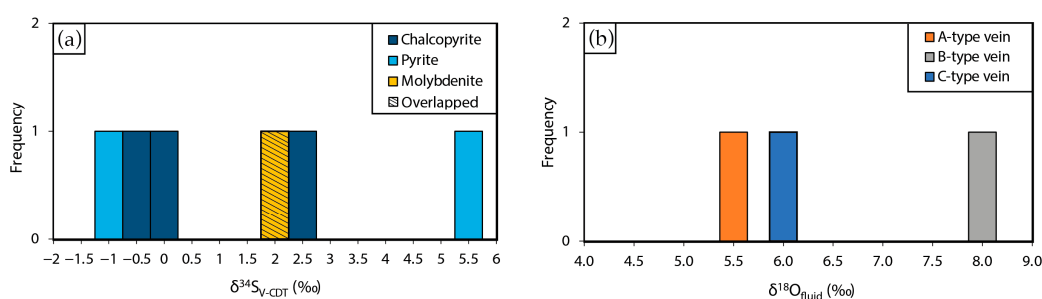 (a)
2
1
0
Frequency
Chalcopyrite
Pyrite
Molybdenite
Overlapped
−2 −1.5 −1 −0.5 0 0.5 1 1.5 2 2.5 3 3.5 4 4.5 5 5.5 6
δ34SV-CDT (‰)
(b)
2
1
0
Frequency
A-type vein
B-type vein
C-type vein
4.0 4.5 5.0 5.5 6.0 6.5 7.0 7.5 8.0 8.5 9.0
δ18Ofluid (‰)